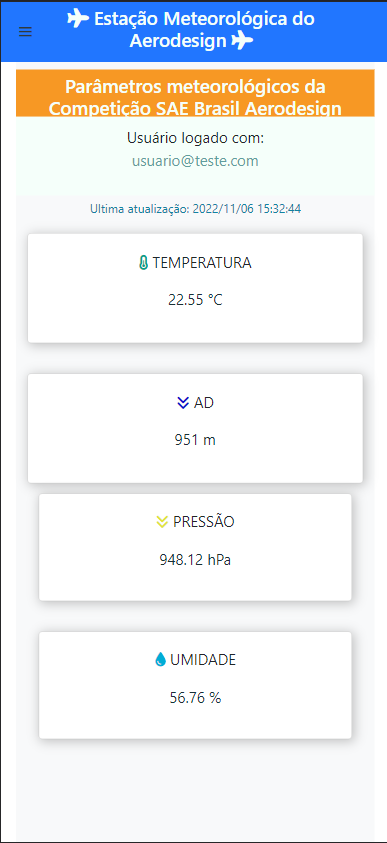 Estação Meteorológica do
Aerodesign
Parâmetros meteorológicos da
Competição SAE Brasil Aerodesign
Usuário logado com:
usuario@teste.com
Ultima atualização: 2022/11/06 15:32:44
TEMPERATURA
22.55 °C
AD
951 m
PRESSÃO
948.12 hPa
UMIDADE
56.76 %